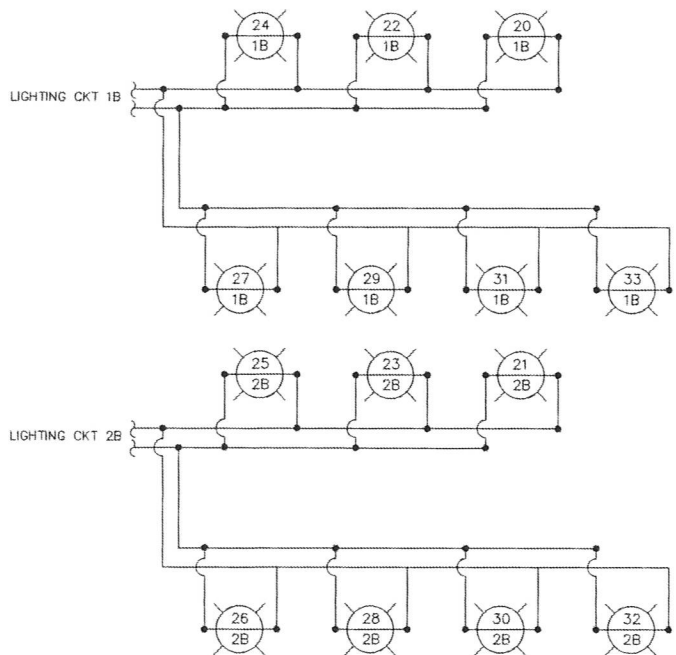 24 22 20
1B 1B 1B
LIGHTING CKT 1B
27 29 31 33
1B 1B 1B 1B
25 23 21
2B 2B 2B
LIGHTING CKT 2B
26 28 30 32
2B 2B 2B 2B